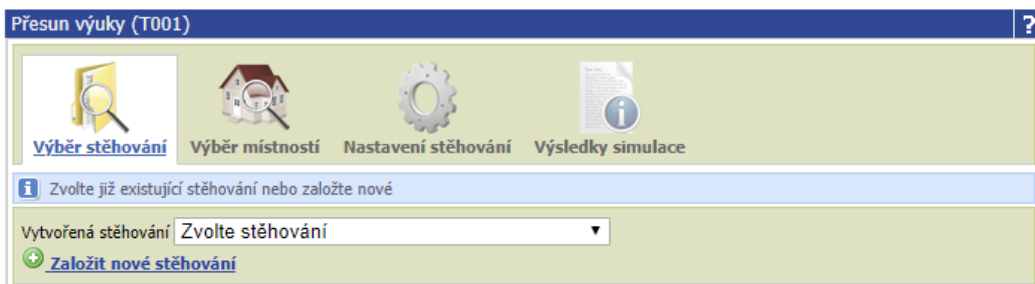 Přesun výuky (T001) ?
Výběr stěhování Výběr místností Nastavení stěhování Výsledky simulace
Zvolte již existující stěhování nebo založte nové
Vytvořená stěhování Zvolte stěhování
Založit nové stěhování